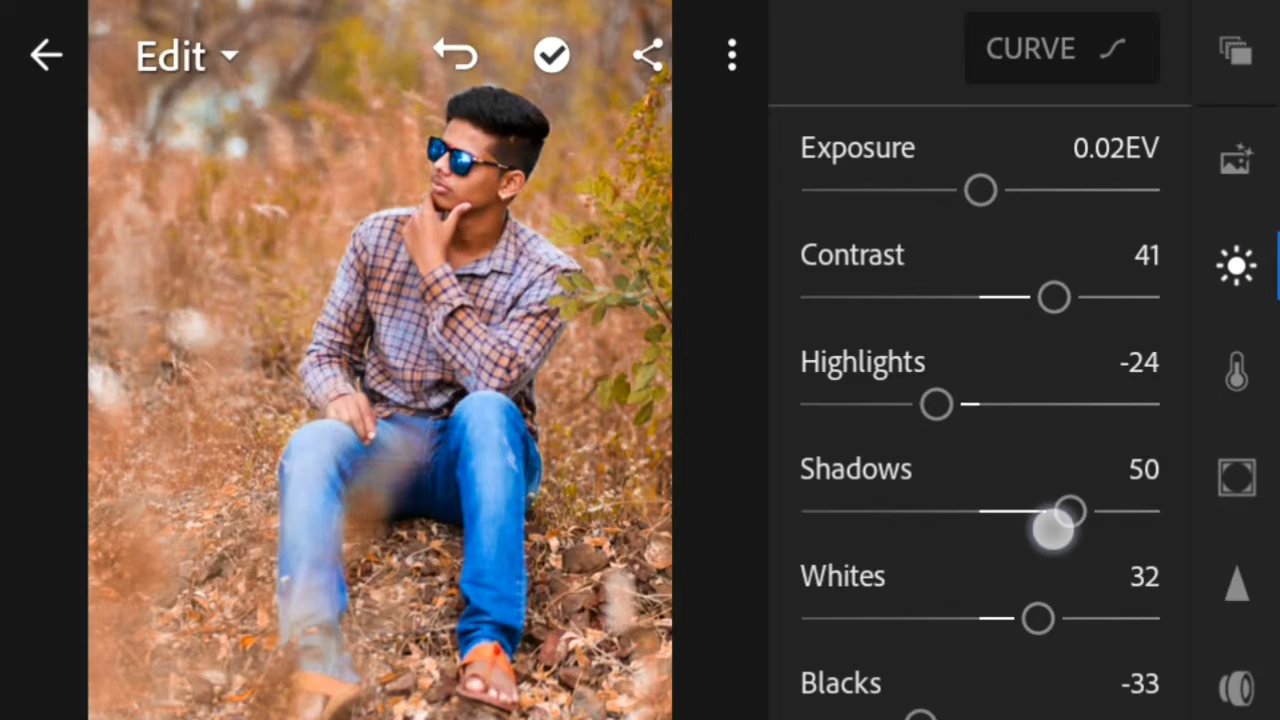 Edit
CURVE
Exposure 0.02EV
Contrast 41
Highlights -24
Shadows 50
Whites 32
Blacks -33